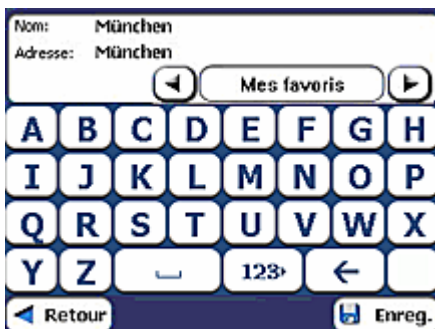 Nom: München
Adresse: München
Mes favoris
A B C D E F G H
I J K L M N O P
Q R S T U V W X
Y Z 123
Retour Enreg.